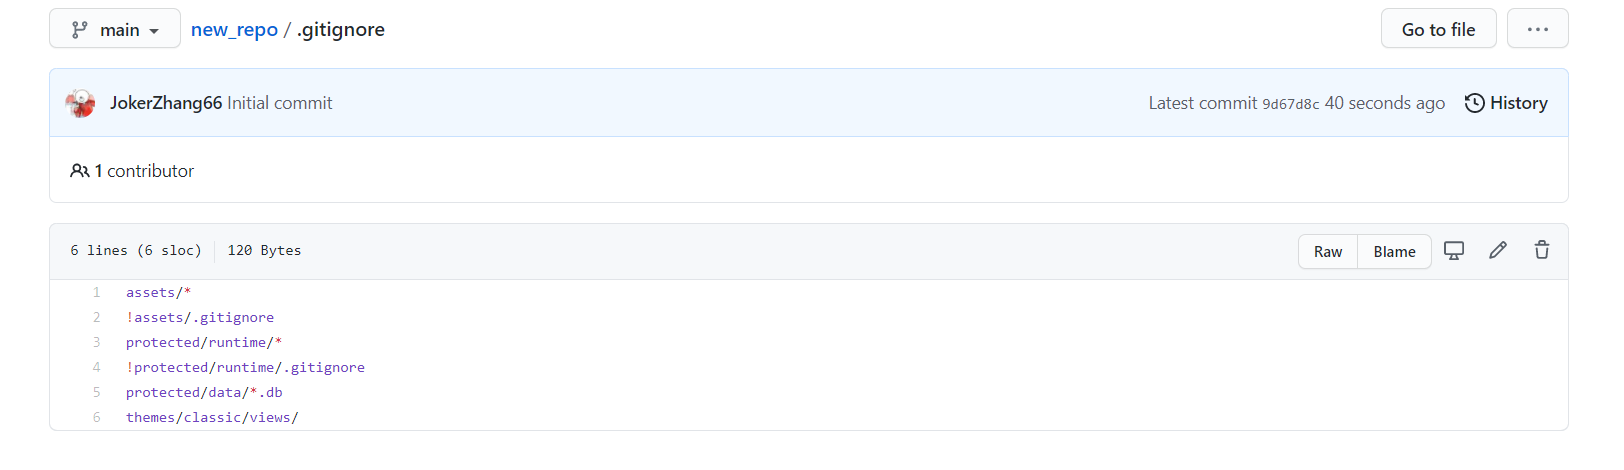 main new_repo / .gitignore Go to file ...
JokerZhang66 Initial commit Latest commit 9d67d8c 40 seconds ago History
1 contributor
6 lines (6 sloc) 120 Bytes Raw Blame
1 assets/*
2 !assets/.gitignore
3 protected/runtime/*
4 !protected/runtime/.gitignore
5 protected/data/*.db
6 themes/classic/views/